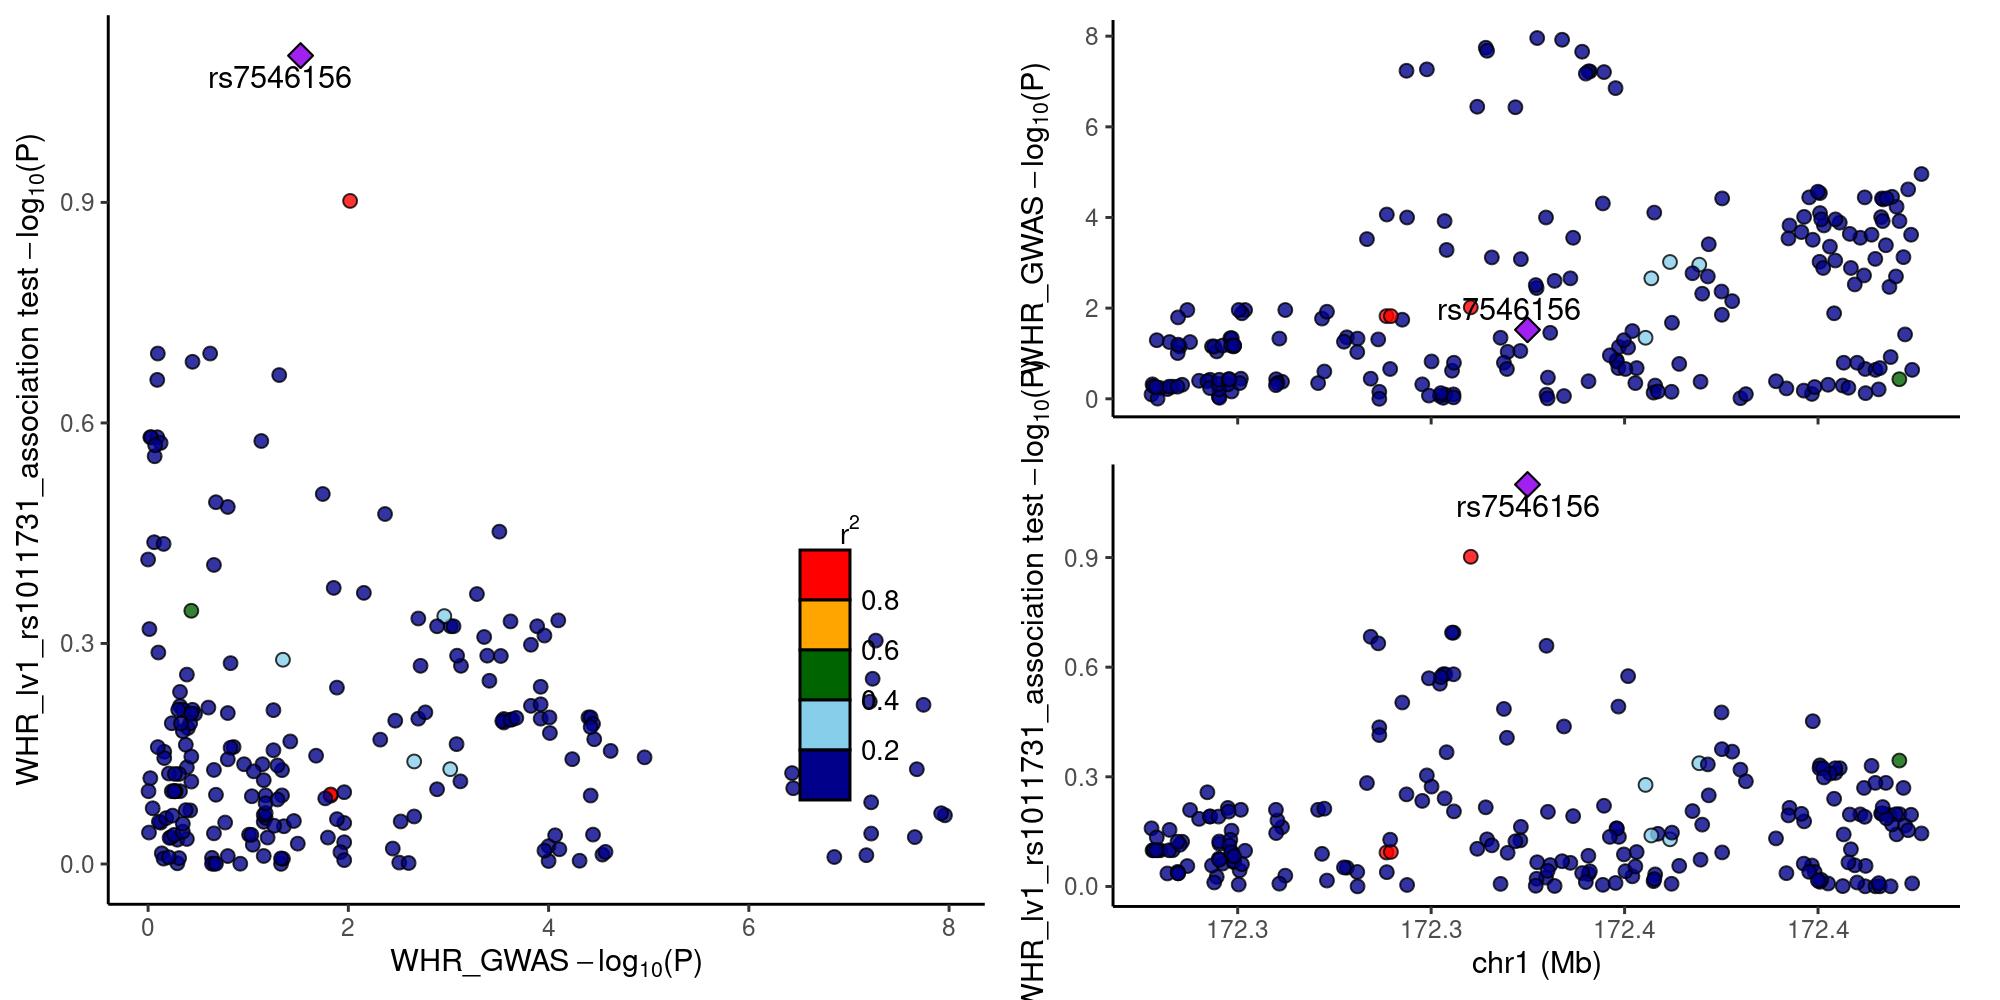 WHR_lv1_rs1011731_association test −log10(P)
0.9
0.6
0.3
0.0
rs7546156
r2
0.8
0.6
0.4
0.2
0 2 4 6 8
WHR_GWAS −log10(P)
WHR_GWAS −log10(P)
8
6
4
2
0
rs7546156
WHR_lv1_rs1011731_association test −log10(P)
0.9
0.6
0.3
0.0
rs7546156
172.3 172.3 172.4 172.4
chr1 (Mb)